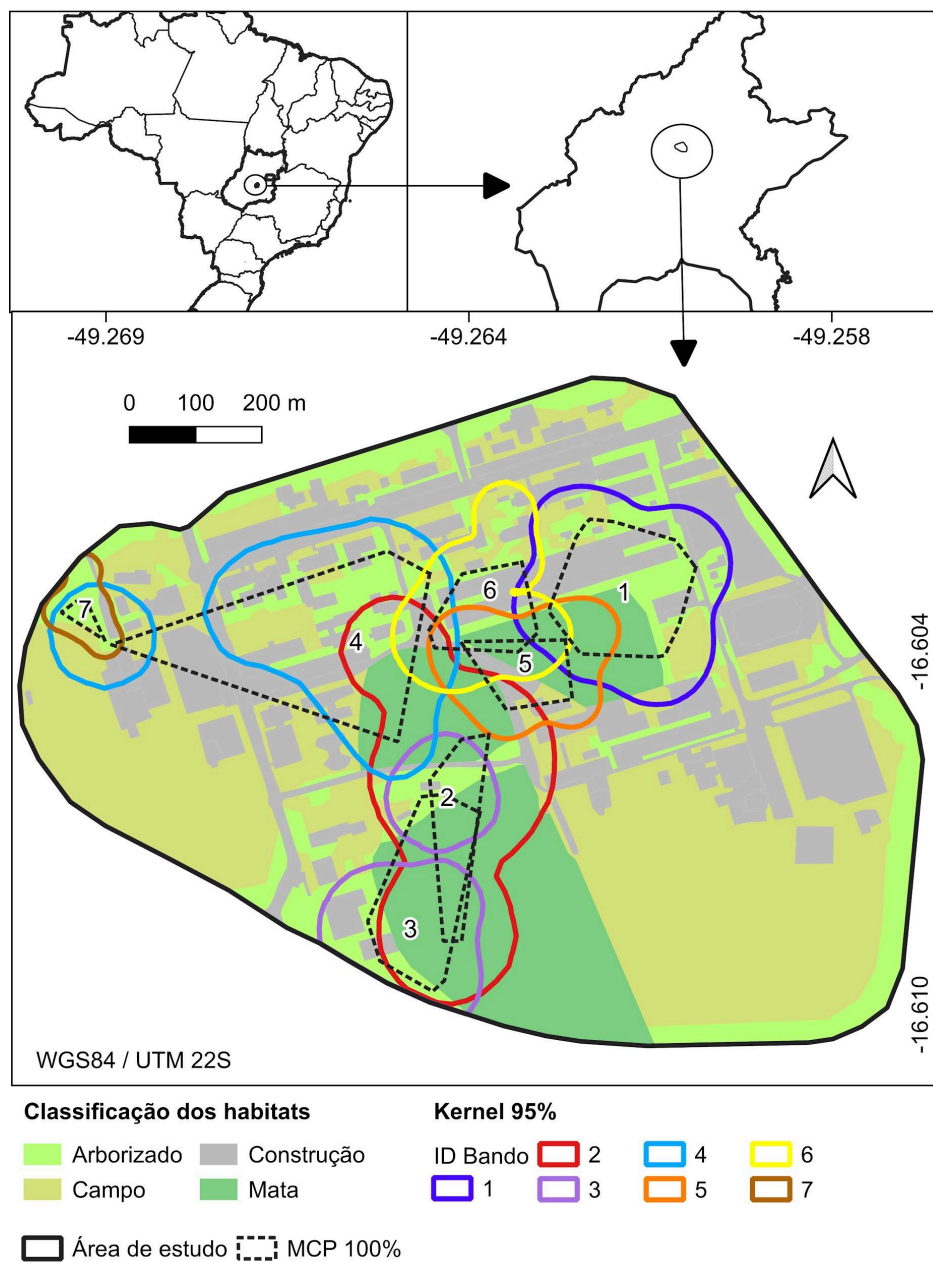 -49.269 -49.264 -49.258
0 100 200 m
7
6
1
-16.604
4
5
2
3
-16.610
WGS84 / UTM 22S
Classificação dos habitats
Kernel 95%
Arborizado Construção
Campo Mata
ID Bando 2 4 6
1 3 5 7
Área de estudo MCP 100%